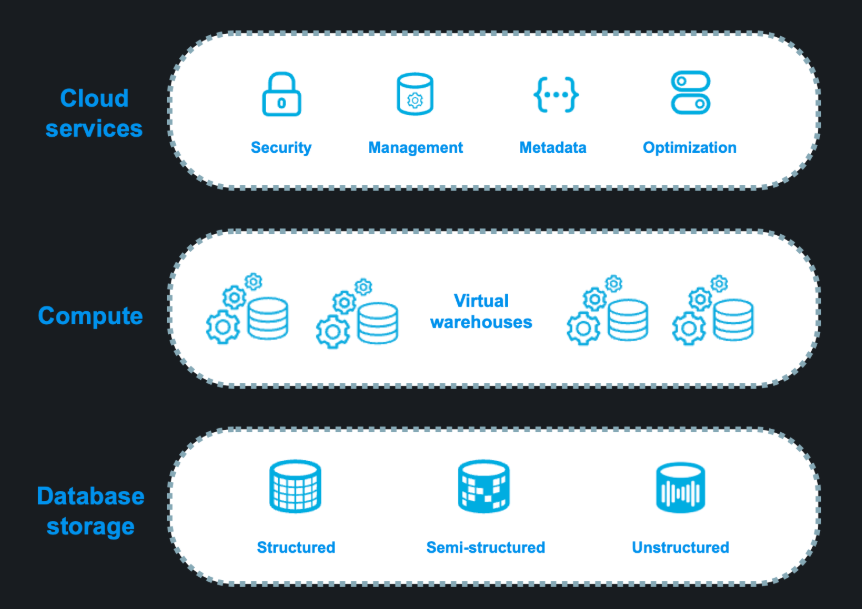 Cloud
services
Security
Management
Metadata
Optimization
Compute
Virtual
warehouses
Database
storage
Structured
Semi-structured
Unstructured